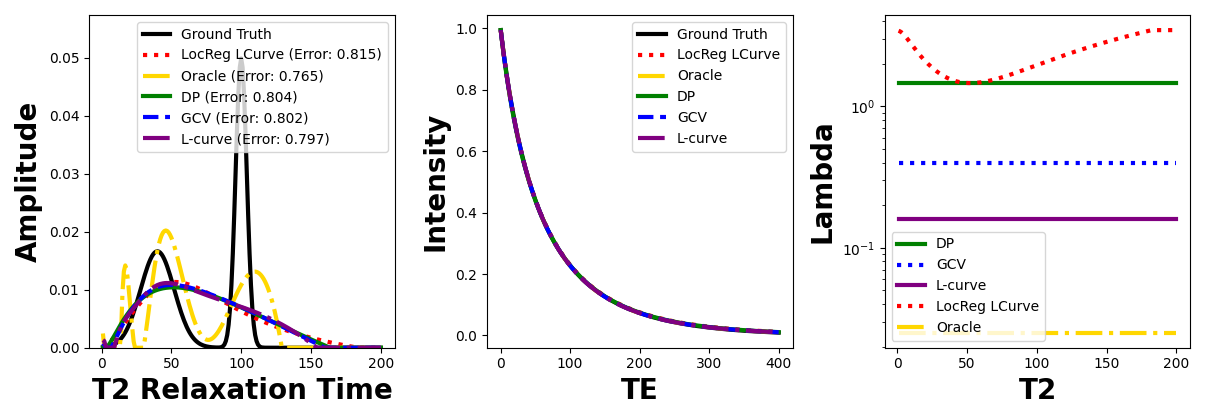 Amplitude
0.05
0.04
0.03
0.02
0.01
0.00
Ground Truth
LocReg LCurve (Error: 0.815)
Oracle (Error: 0.765)
DP (Error: 0.804)
GCV (Error: 0.802)
L-curve (Error: 0.797)
0 50 100 150 200
T2 Relaxation Time
Intensity
1.0
0.8
0.6
0.4
0.2
0.0
Ground Truth
LocReg LCurve
Oracle
DP
GCV
L-curve
0 100 200 300 400
TE
Lambda
10⁰
10⁻¹
DP
GCV
L-curve
LocReg LCurve
Oracle
0 50 100 150 200
T2